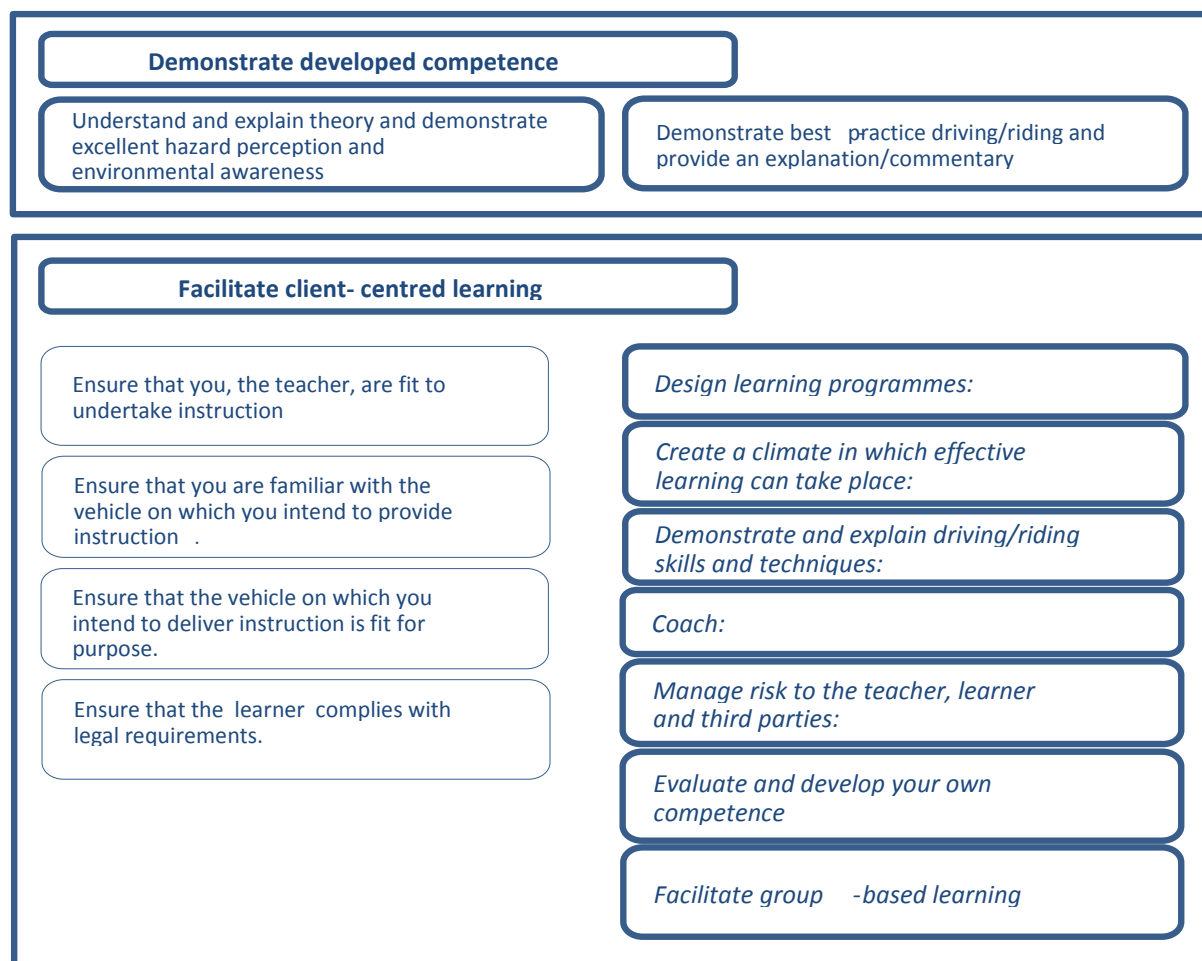 Demonstrate developed competence
Understand and explain theory and demonstrate
excellent hazard perception and
environmental awareness
Demonstrate best practice driving/riding and
provide an explanation/commentary
Facilitate client- centred learning
Ensure that you, the teacher, are fit to
undertake instruction
Ensure that you are familiar with the
vehicle on which you intend to provide
instruction .
Ensure that the vehicle on which you
intend to deliver instruction is fit for
purpose.
Ensure that the learner complies with
legal requirements.
Design learning programmes:
Create a climate in which effective
learning can take place:
Demonstrate and explain driving/riding
skills and techniques:
Coach:
Manage risk to the teacher, learner
and third parties:
Evaluate and develop your own
competence
Facilitate group -based learning